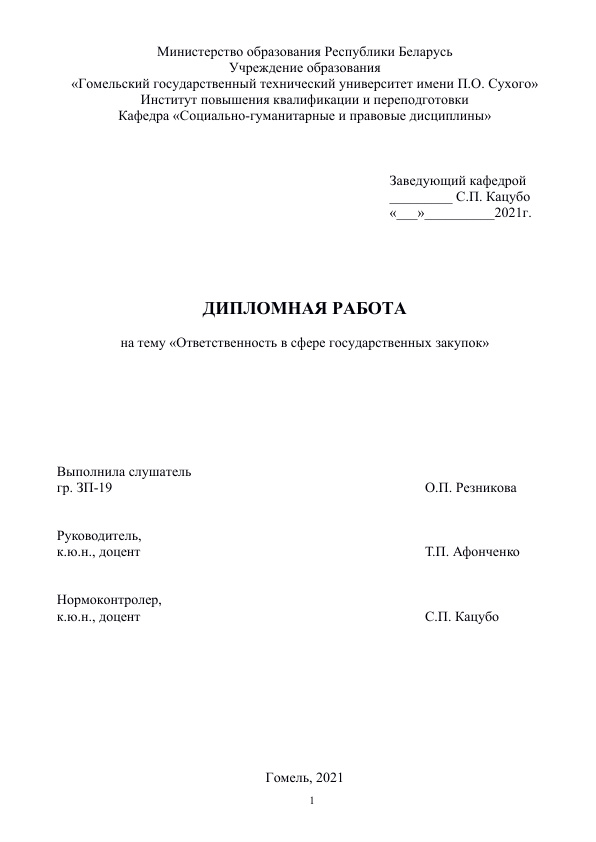 Министерство образования Республики Беларусь
Учреждение образования
«Гомельский государственный технический университет имени П.О. Сухого»
Институт повышения квалификации и переподготовки
Кафедра «Социально-гуманитарные и правовые дисциплины»
Заведующий кафедрой
_________ С.П. Кацубо
«___»__________2021г.
ДИПЛОМНАЯ РАБОТА
на тему «Ответственность в сфере государственных закупок»
Выполнила слушатель
гр. ЗП-19 О.П. Резникова
Руководитель,
к.ю.н., доцент Т.П. Афонченко
Нормоконтролер,
к.ю.н., доцент С.П. Кацубо
Гомель, 2021
1